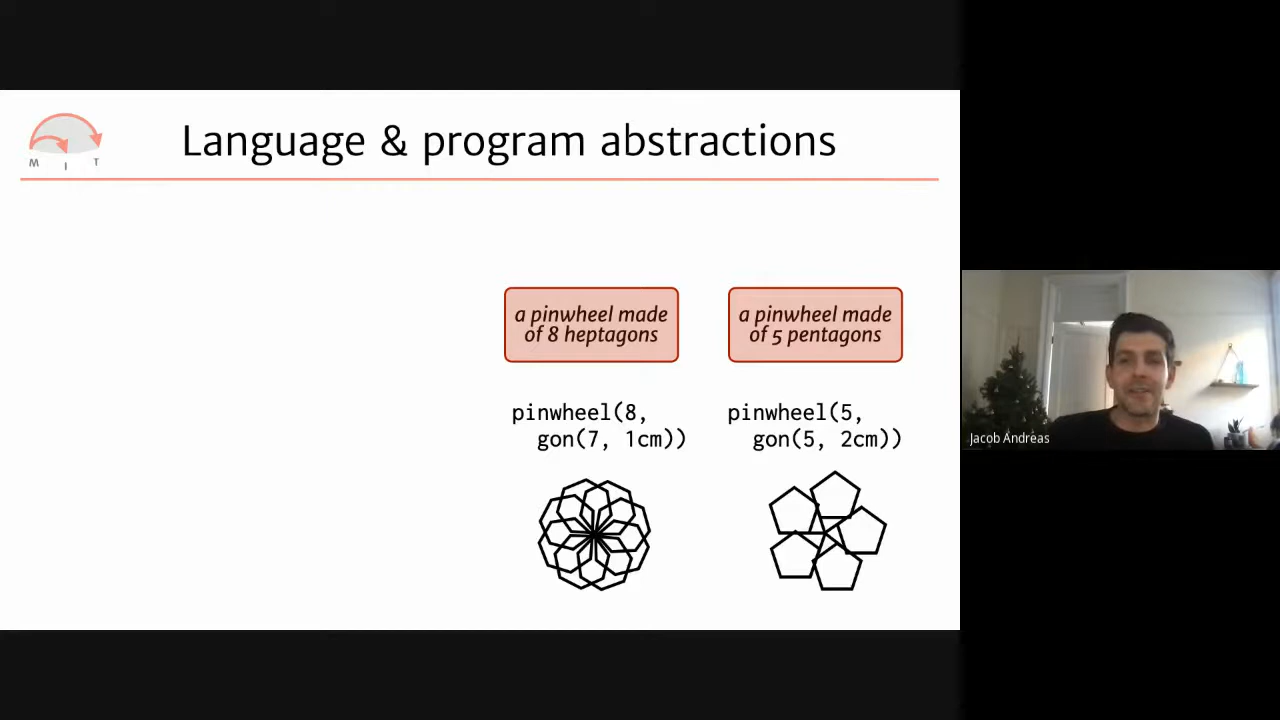 Language & program abstractions
M I T
a pinwheel made
of 8 heptagons
a pinwheel made
of 5 pentagons
pinwheel(8,
gon(7, 1cm))
pinwheel(5,
gon(5, 2cm))
Jacob Andreas